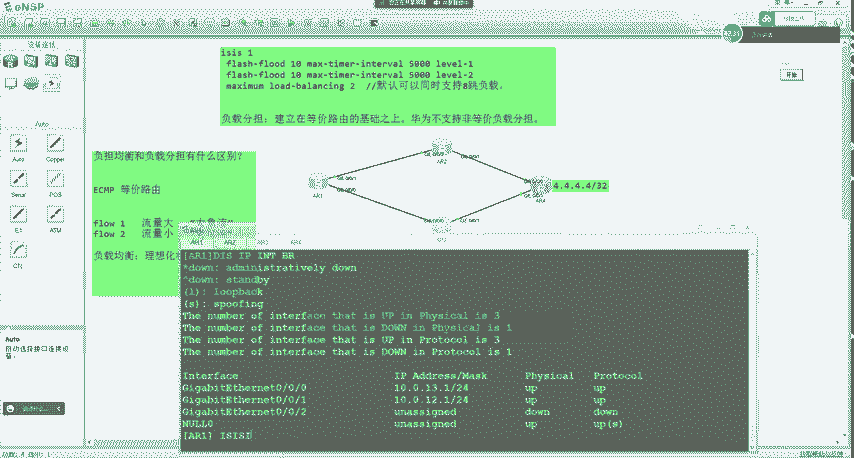 eNSP
isis 1
flash-flood 10 max-timer-interval 5000 level-1
flash-flood 10 max-timer-interval 5000 level-2
maximum load-balancing 2 //默认可以同时支持8跳负载。
负载分担：建立在等价路由的基础之上。华为不支持非等价负载分担。
负担均衡和负载分担有什么区别？
ECMP 等价路由
flow 1 流量大
flow 2 流量小
负载均衡：理想化
AR1
AR2
4.4.4.4/32
Auto
Auto
Copper
Serial
POS
E1
ATM
CTL
Auto
[AR1]DIS IP INT BR
*down: administratively down
^down: standby
(l): loopback
(s): spoofing
The number of interface that is UP in Physical is 3
The number of interface that is DOWN in Physical is 1
The number of interface that is UP in Protocol is 3
The number of interface that is DOWN in Protocol is 1
Interface IP Address/Mask Physical Protocol
GigabitEthernet0/0/0 10.0.13.1/24 up up
GigabitEthernet0/0/1 10.0.12.1/24 up up
GigabitEthernet0/0/2 unassigned down down
NULL0 unassigned up up(s)
[AR1] ISISI